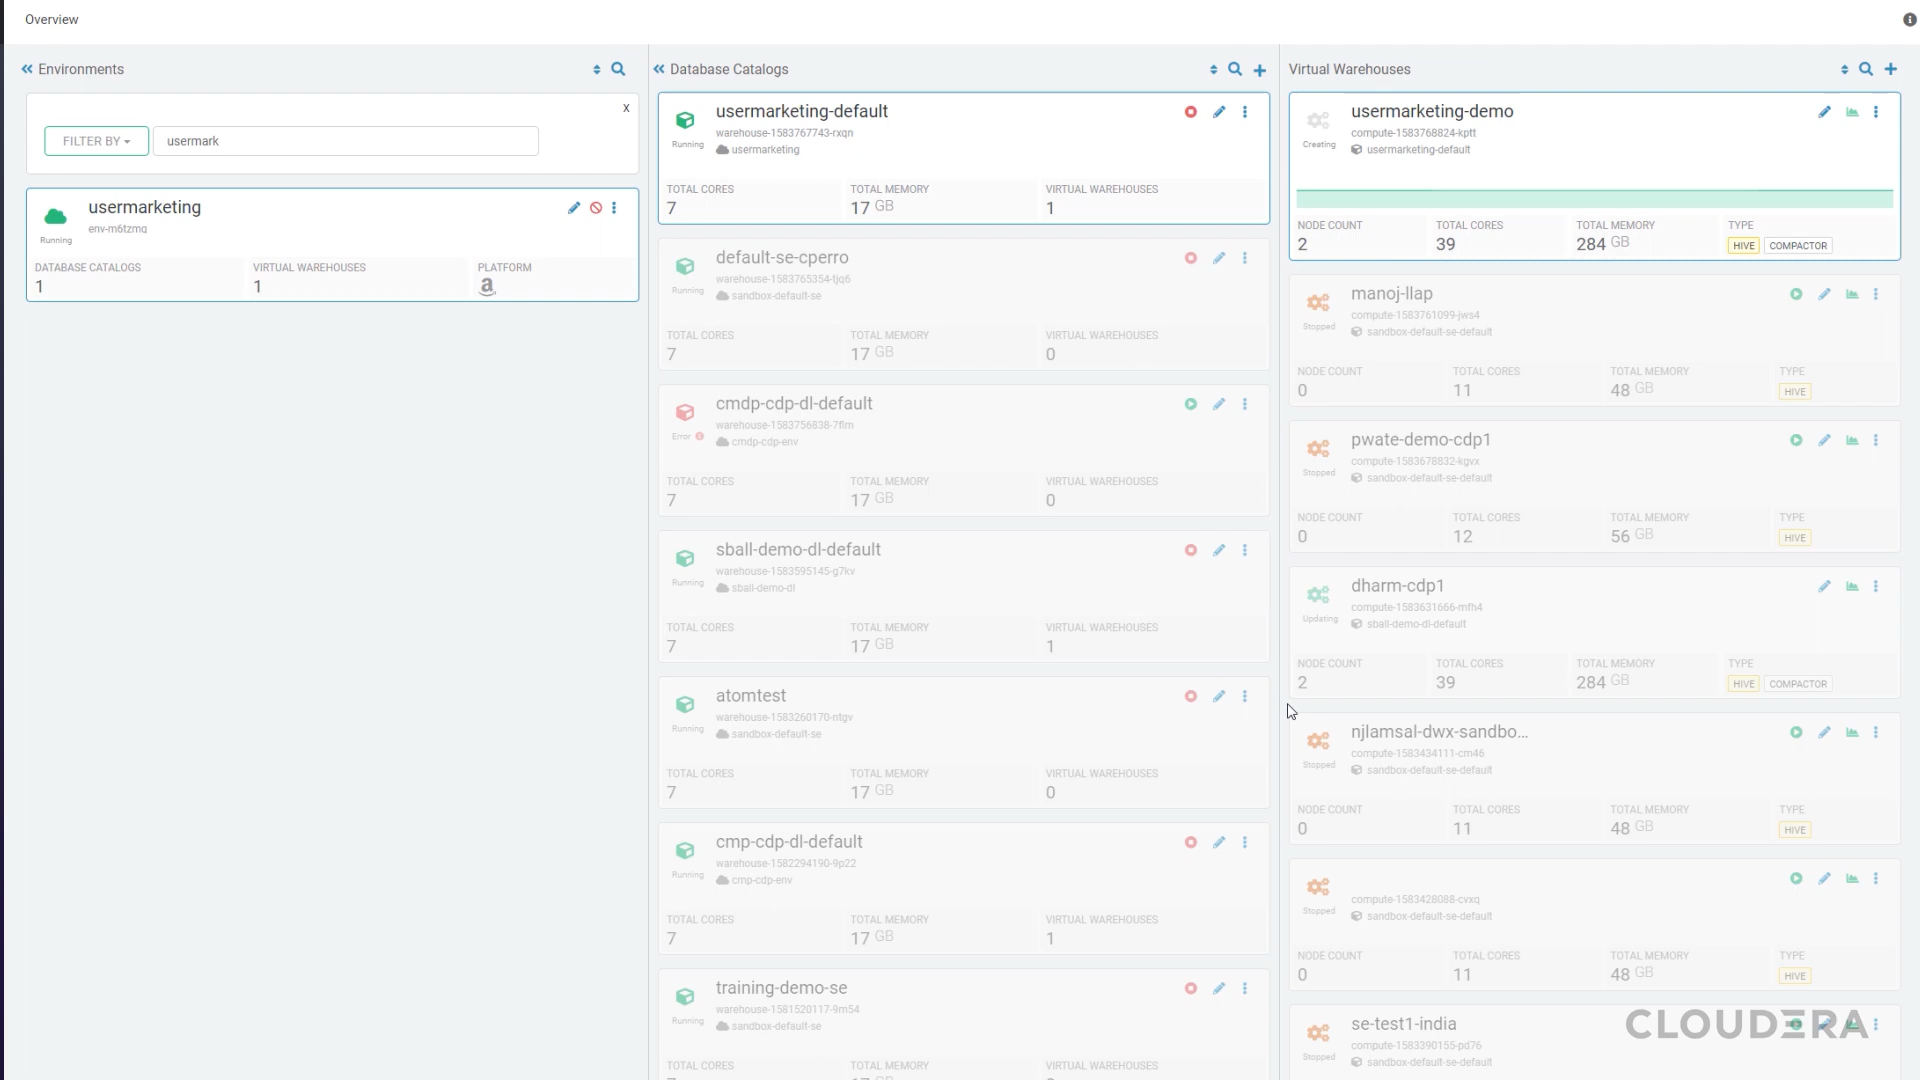 Overview
Environments
x
FILTER BY
usermark
usermarketing
env-m6tzmq
Running
DATABASE CATALOGS VIRTUAL WAREHOUSES PLATFORM
1 1 a
Database Catalogs
usermarketing-default
warehouse-1583767743-rxqn
Running
usermarketing
TOTAL CORES TOTAL MEMORY VIRTUAL WAREHOUSES
7 17 GB 1
default-se-cperro
warehouse-1583765354-tjq6
Running
sandbox-default-se
TOTAL CORES TOTAL MEMORY VIRTUAL WAREHOUSES
7 17 GB 0
cmdp-cdp-dl-default
warehouse-1583756838-7flm
Error
cmdp-cdp-env
TOTAL CORES TOTAL MEMORY VIRTUAL WAREHOUSES
7 17 GB 0
sball-demo-dl-default
warehouse-1583595145-g7kv
Running
sball-demo-dl
TOTAL CORES TOTAL MEMORY VIRTUAL WAREHOUSES
7 17 GB 1
atomtest
warehouse-1583260170-ntgv
Running
sandbox-default-se
TOTAL CORES TOTAL MEMORY VIRTUAL WAREHOUSES
7 17 GB 0
cmp-cdp-dl-default
warehouse-1582294190-9p22
Running
cmp-cdp-env
TOTAL CORES TOTAL MEMORY VIRTUAL WAREHOUSES
7 17 GB 1
training-demo-se
warehouse-1581520117-9m54
Running
sandbox-default-se
TOTAL CORES TOTAL MEMORY VIRTUAL WAREHOUSES
Virtual Warehouses
usermarketing-demo
compute-1583768824-kptt
Creating
usermarketing-default
NODE COUNT TOTAL CORES TOTAL MEMORY TYPE
2 39 284 GB HIVE COMPACTOR
manoj-llap
compute-1583761099-jws4
Stopped
sandbox-default-se-default
NODE COUNT TOTAL CORES TOTAL MEMORY TYPE
0 11 48 GB HIVE
pwate-demo-cdp1
compute-1583678832-kgvx
Stopped
sandbox-default-se-default
NODE COUNT TOTAL CORES TOTAL MEMORY TYPE
0 12 56 GB HIVE
dharm-cdp1
compute-1583631666-mfh4
Updating
sball-demo-dl-default
NODE COUNT TOTAL CORES TOTAL MEMORY TYPE
2 39 284 GB HIVE COMPACTOR
njlamsal-dwx-sandbo...
compute-1583434111-cm46
Stopped
sandbox-default-se-default
NODE COUNT TOTAL CORES TOTAL MEMORY TYPE
0 11 48 GB HIVE
compute-1583428088-cvxq
Stopped
sandbox-default-se-default
NODE COUNT TOTAL CORES TOTAL MEMORY TYPE
0 11 48 GB HIVE
se-test1-india
compute-1583390155-pd76
Stopped
sandbox-default-se-default
CLOUDERA